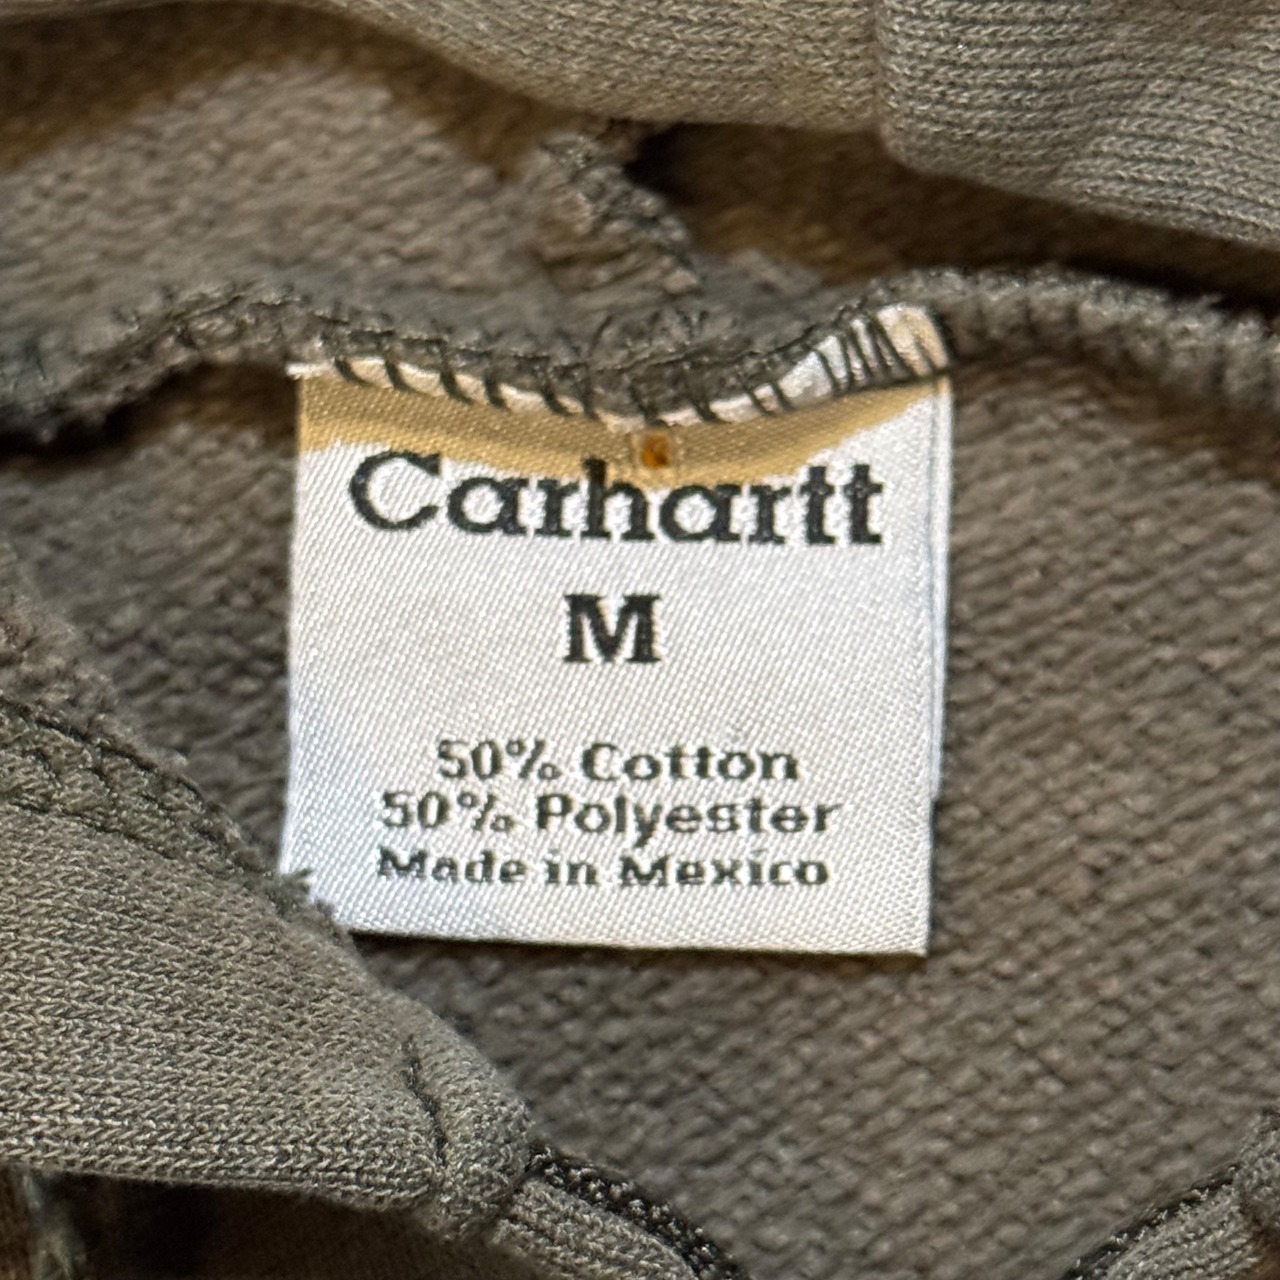 Carhartt
M
50% Cotton
50% Polyester
Made in Mexico